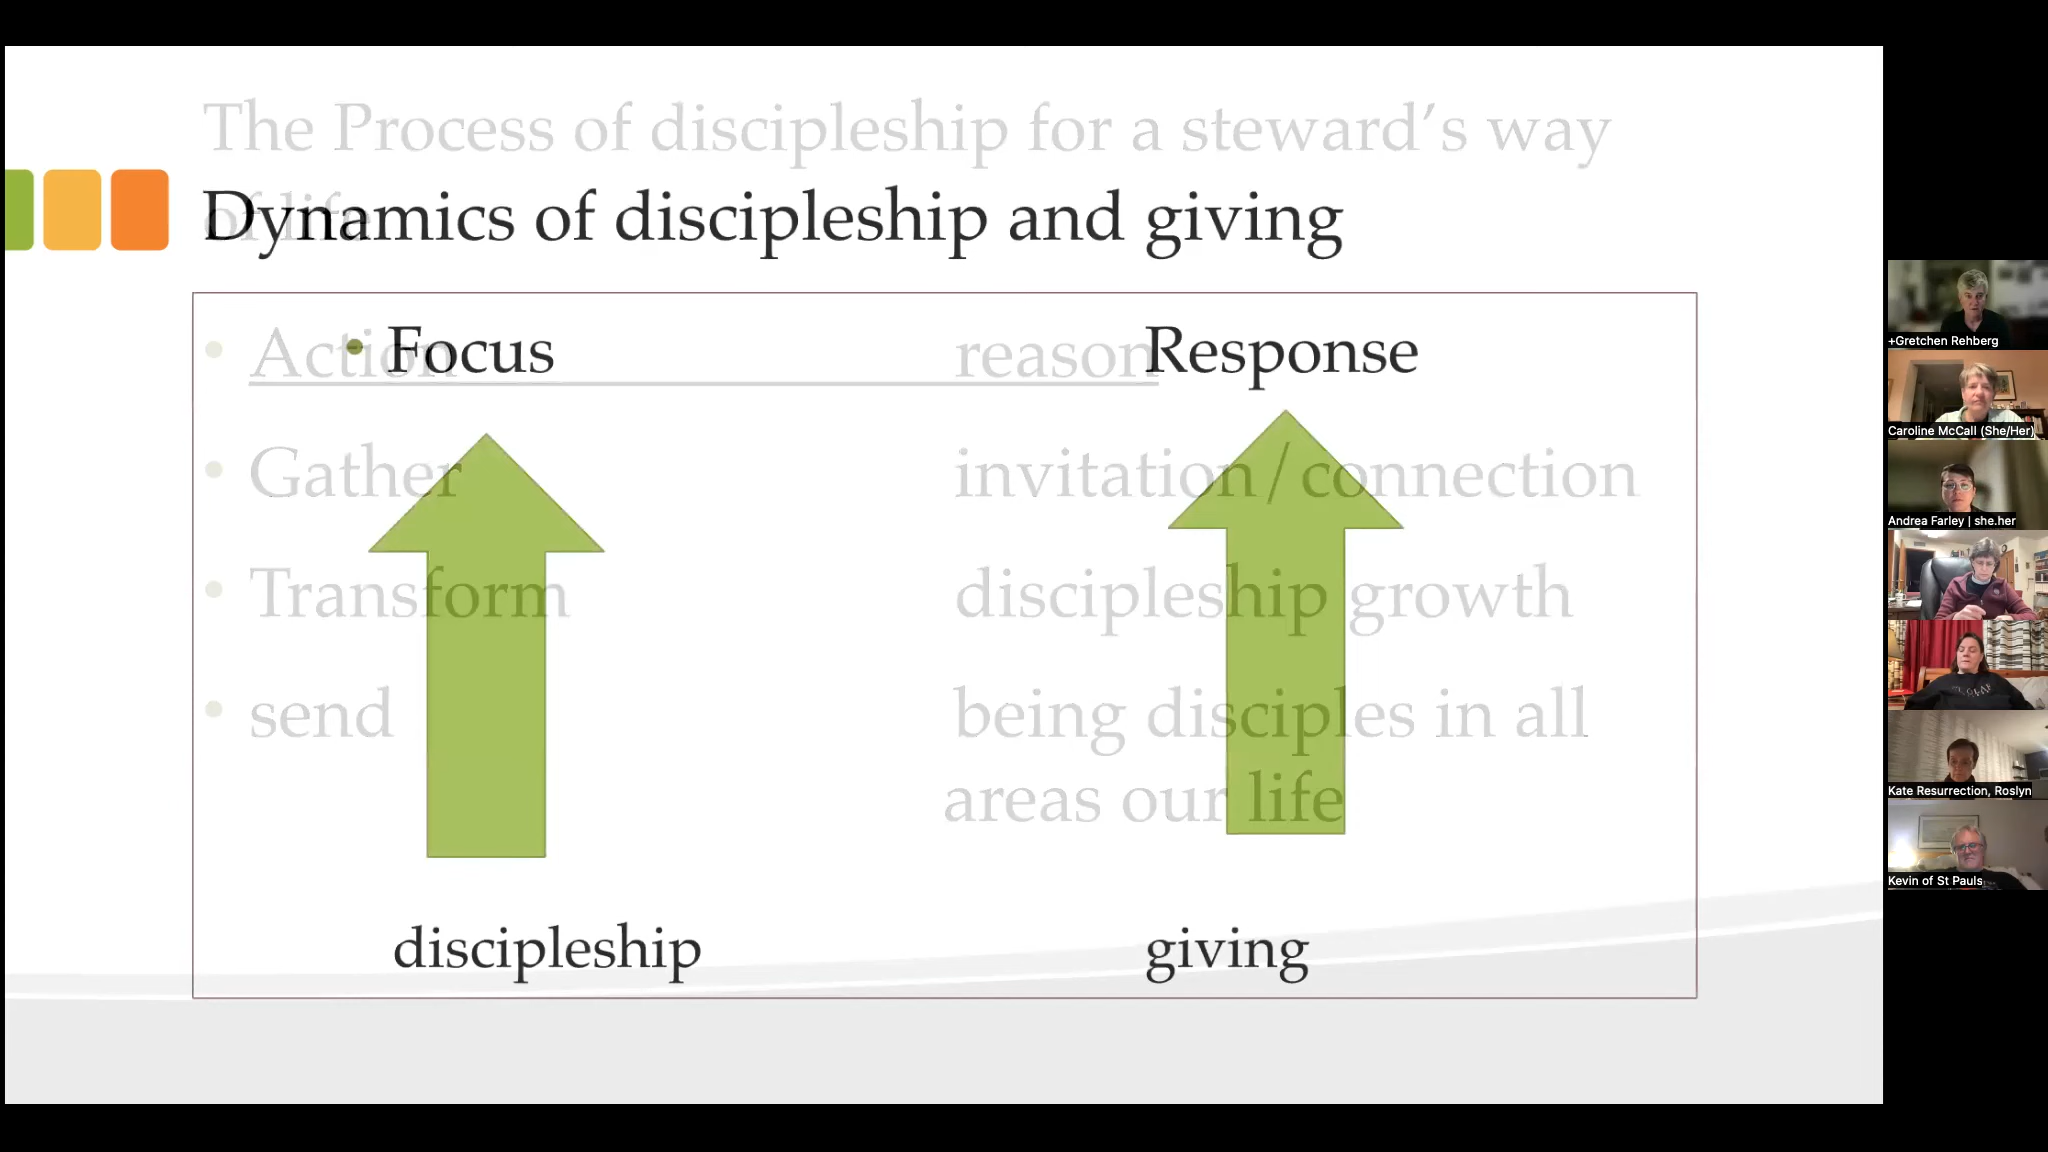 The Process of discipleship for a steward's way
of life
Dynamics of discipleship and giving
• Action reason
• Focus Response
• Gather invitation/connection
• Transform discipleship growth
• send being disciples in all
areas our life
discipleship giving
+Gretchen Rehberg
Caroline McCall (She/Her)
Andrea Farley | she.her
Kate Resurrection, Roslyn
Kevin of St Pauls